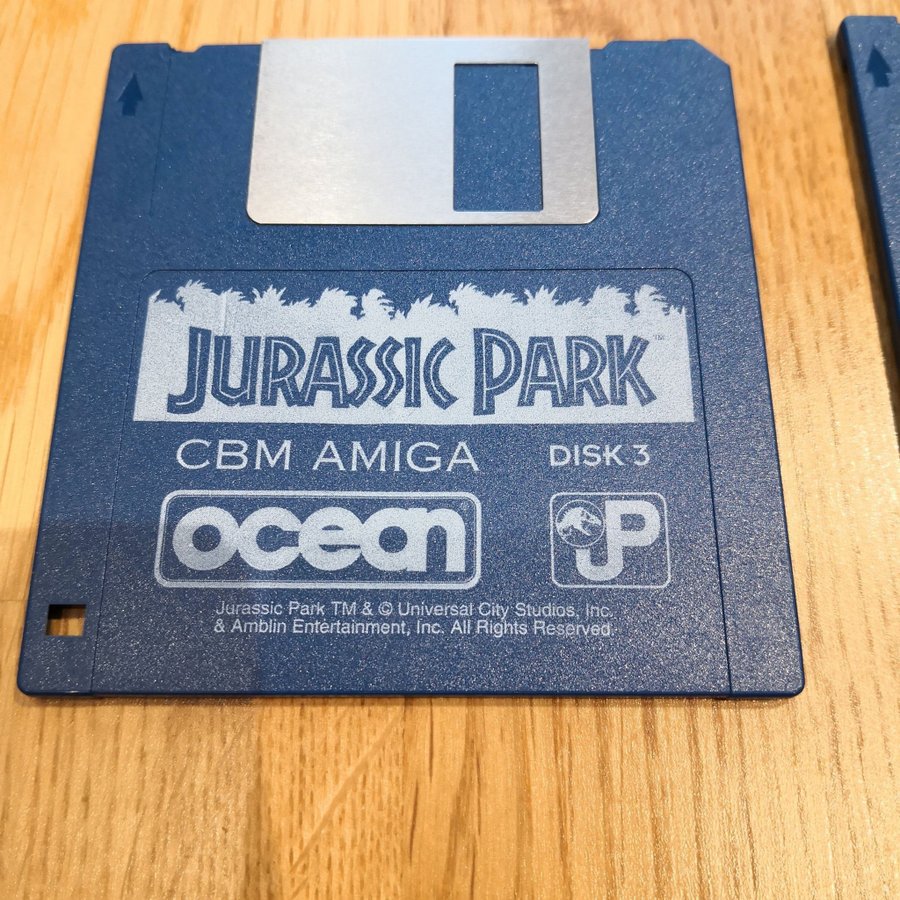 JURASSIC PARK™
CBM AMIGA DISK 3
ocean® JP
Jurassic Park TM & © Universal City Studios, Inc.
& Amblin Entertainment, Inc. All Rights Reserved.